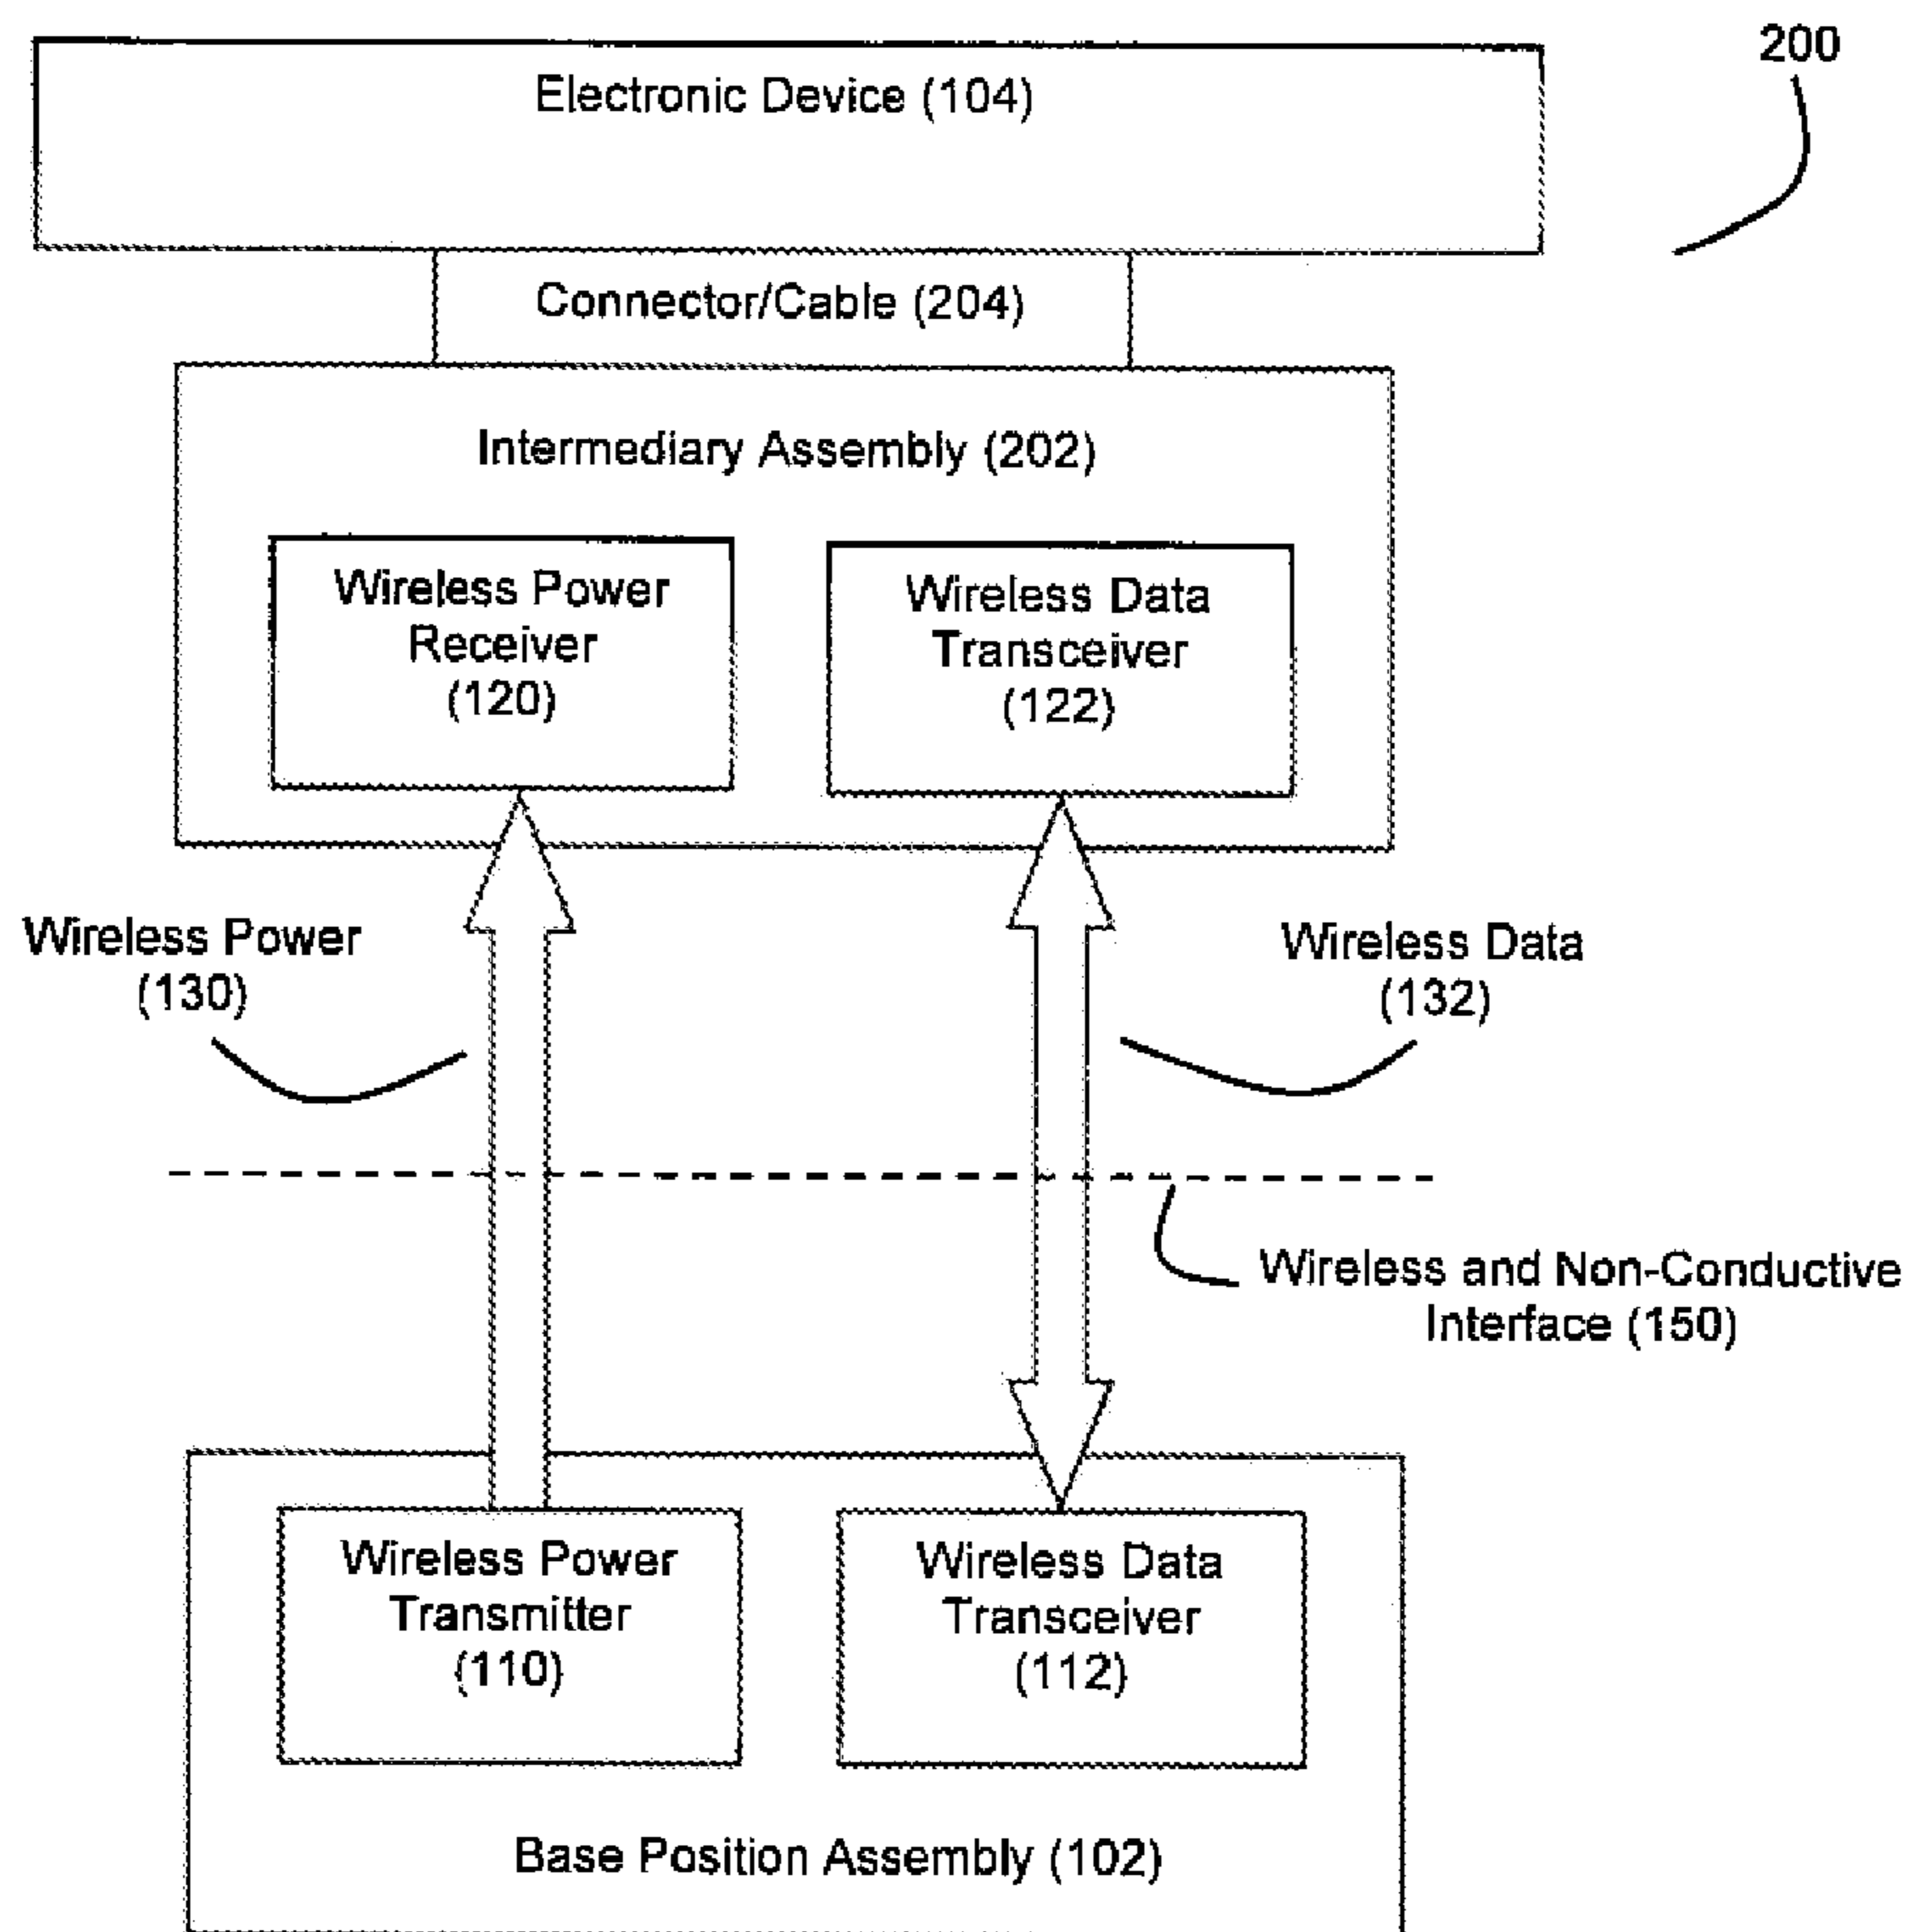 200
Electronic Device (104)
Connector/Cable (204)
Intermediary Assembly (202)
Wireless Power
Receiver
(120)
Wireless Data
Transceiver
(122)
Wireless Power
(130)
Wireless Data
(132)
Wireless and Non-Conductive
Interface (150)
Wireless Power
Transmitter
(110)
Wireless Data
Transceiver
(112)
Base Position Assembly (102)